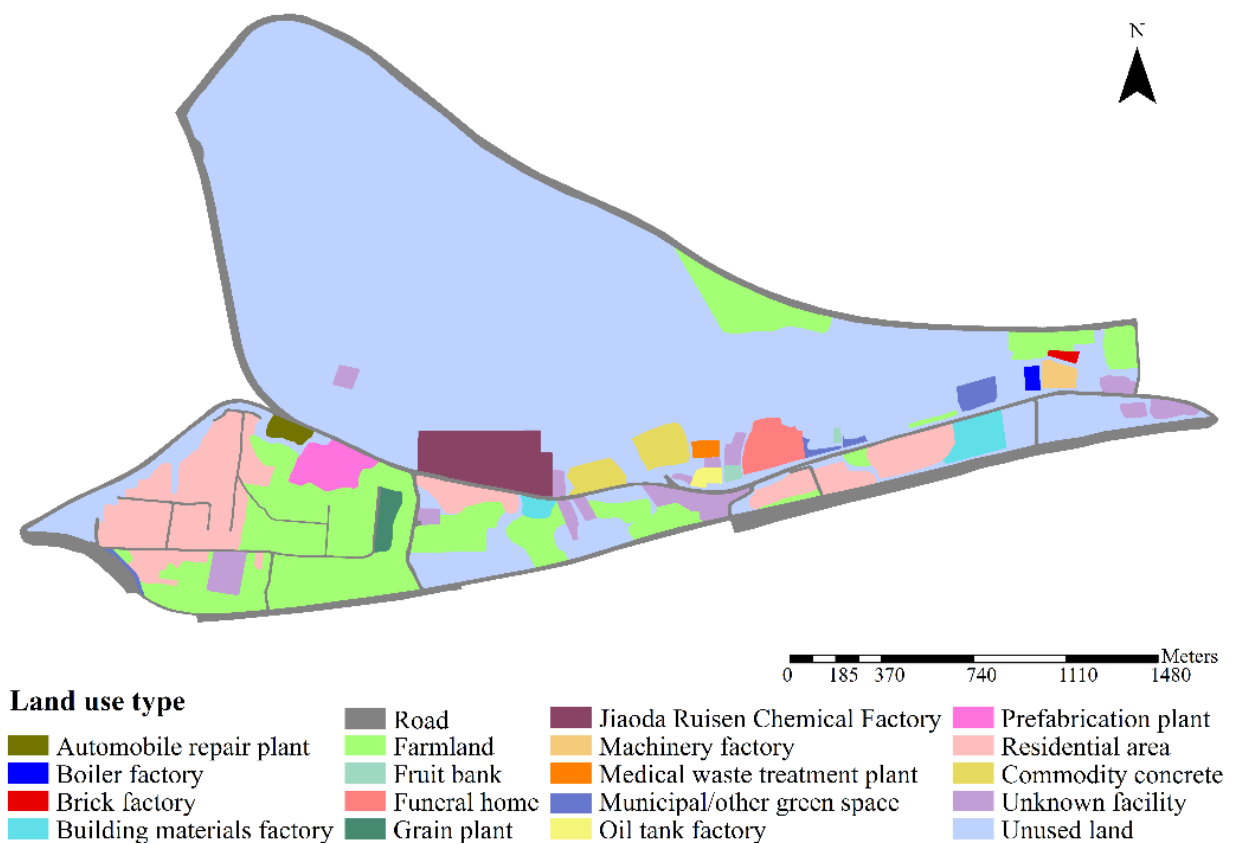 N
Meters
0 185 370 740 1110 1480
Land use type
Road
Jiaoda Ruisen Chemical Factory
Prefabrication plant
Automobile repair plant
Farmland
Machinery factory
Residential area
Boiler factory
Fruit bank
Medical waste treatment plant
Commodity concrete
Brick factory
Funeral home
Municipal/other green space
Unknown facility
Building materials factory
Grain plant
Oil tank factory
Unused land